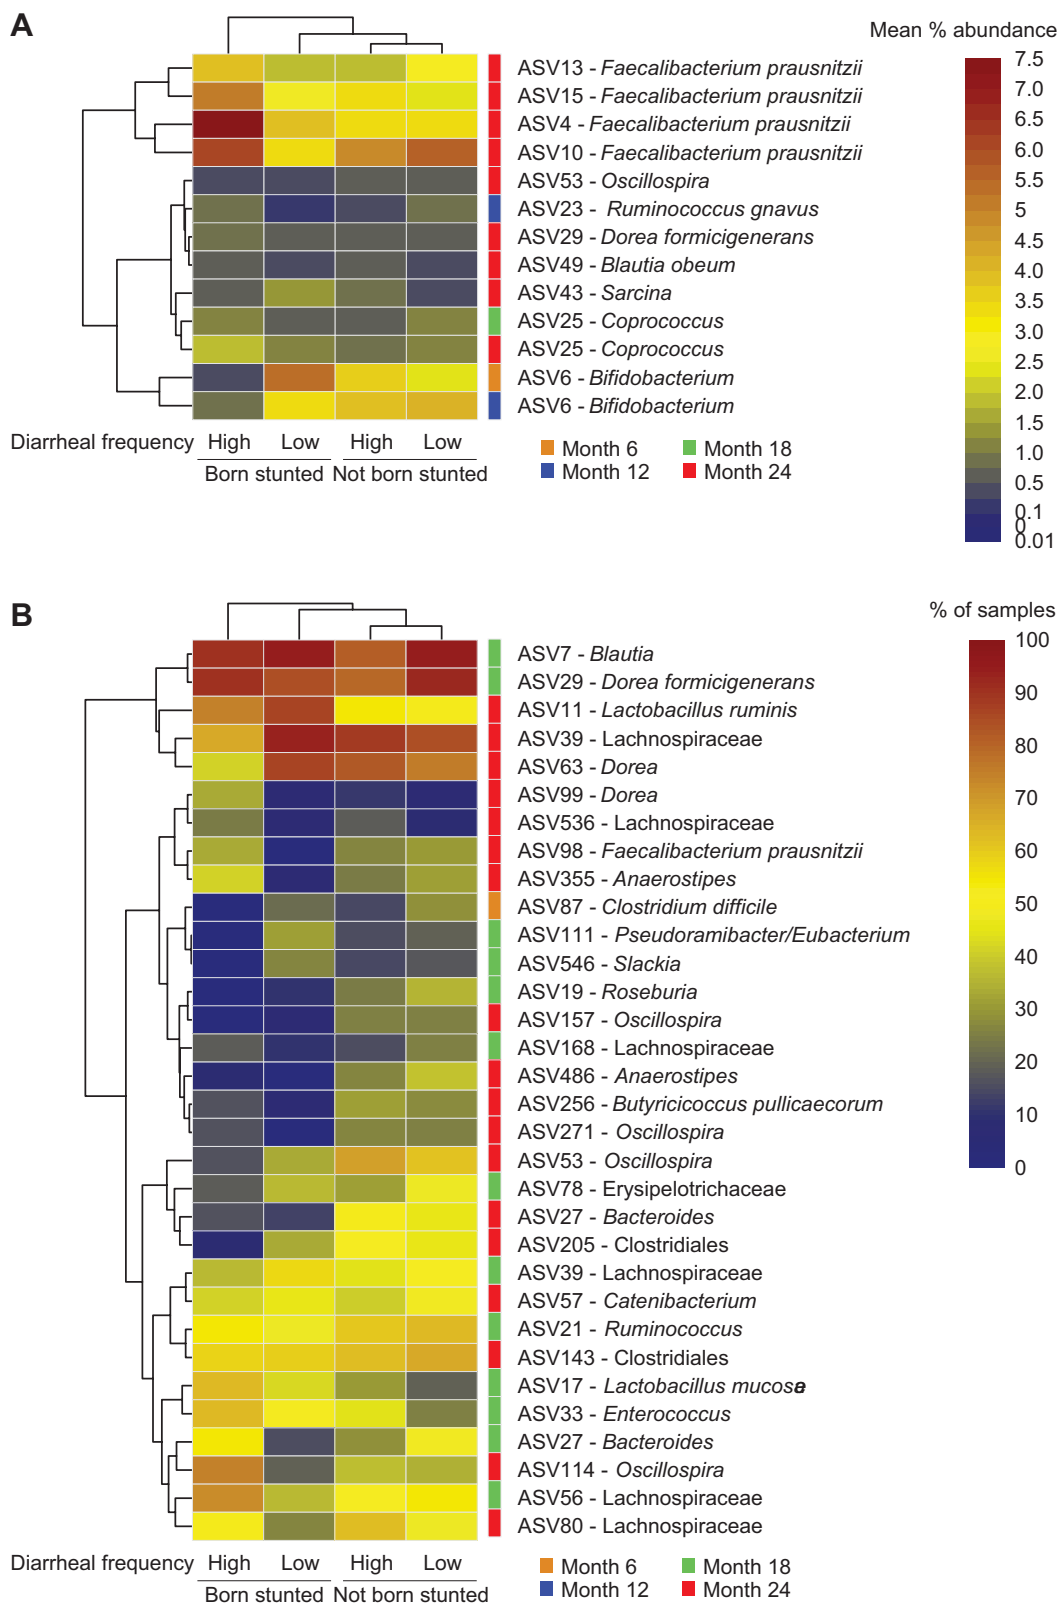 A
Mean % abundance
ASV13 - Faecalibacterium prausnitzii
ASV15 - Faecalibacterium prausnitzii
ASV4 - Faecalibacterium prausnitzii
ASV10 - Faecalibacterium prausnitzii
ASV53 - Oscillospira
ASV23 - Ruminococcus gnavus
ASV29 - Dorea formicigenerans
ASV49 - Blautia obeum
ASV43 - Sarcina
ASV25 - Coprococcus
ASV25 - Coprococcus
ASV6 - Bifidobacterium
ASV6 - Bifidobacterium
7.5
7.0
6.5
6.0
5.5
5
4.5
4.0
3.5
3.0
2.5
2.0
1.5
1.0
0.5
0.1
0
0.01
Diarrheal frequency High Low High Low
Born stunted Not born stunted
Month 6 Month 18
Month 12 Month 24
B
% of samples
ASV7 - Blautia
ASV29 - Dorea formicigenerans
ASV11 - Lactobacillus ruminis
ASV39 - Lachnospiraceae
ASV63 - Dorea
ASV99 - Dorea
ASV536 - Lachnospiraceae
ASV98 - Faecalibacterium prausnitzii
ASV355 - Anaerostipes
ASV87 - Clostridium difficile
ASV111 - Pseudoramibacter/Eubacterium
ASV546 - Slackia
ASV19 - Roseburia
ASV157 - Oscillospira
ASV168 - Lachnospiraceae
ASV486 - Anaerostipes
ASV256 - Butyricicoccus pullicaecorum
ASV271 - Oscillospira
ASV53 - Oscillospira
ASV78 - Erysipelotrichaceae
ASV27 - Bacteroides
ASV205 - Clostridiales
ASV39 - Lachnospiraceae
ASV57 - Catenibacterium
ASV21 - Ruminococcus
ASV143 - Clostridiales
ASV17 - Lactobacillus
ASV33 - Enterococcus
ASV27 - Bacteroides
ASV114 - Oscillospira
ASV56 - Lachnospiraceae
ASV80 - Lachnospiraceae
100
90
80
70
60
50
40
30
20
10
0
Diarrheal frequency High Low High Low
Born stunted Not born stunted
Month 6 Month 18
Month 12 Month 24